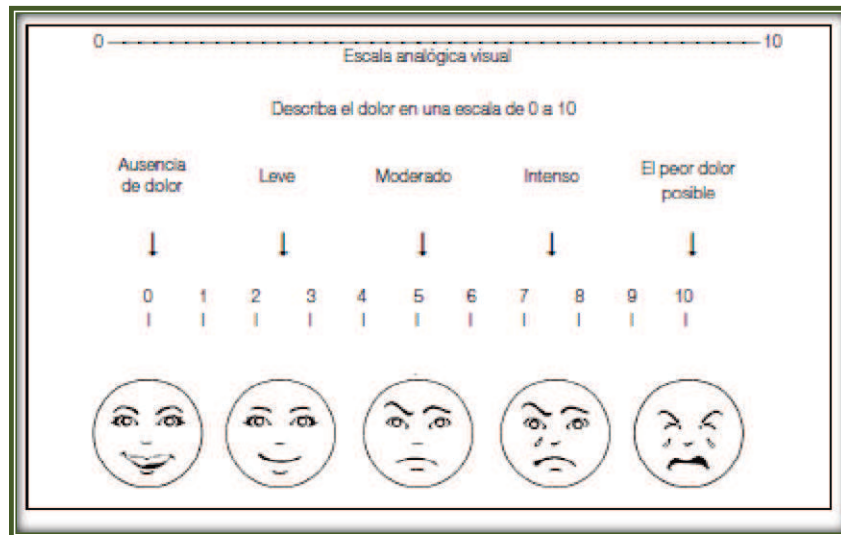 0 10
Escala analógica visual
Describa el dolor en una escala de 0 a 10
Ausencia
de dolor
Leve
Moderado
Intenso
El peor dolor
posible
0 1 2 3 4 5 6 7 8 9 10